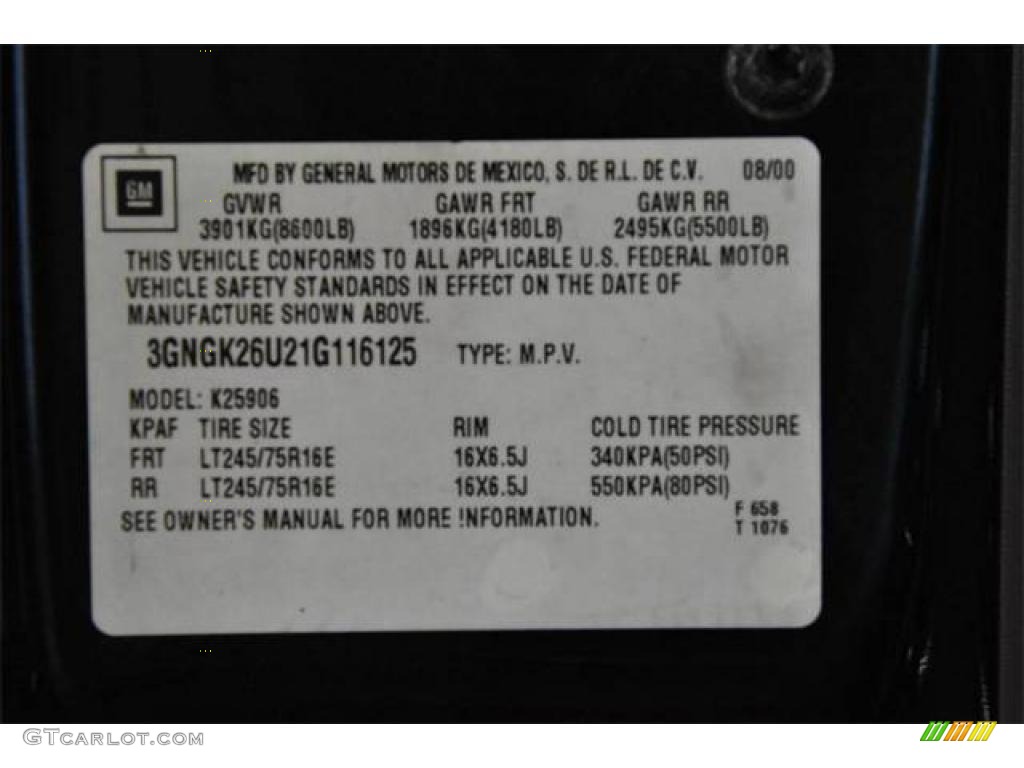 GM
MFD BY GENERAL MOTORS DE MEXICO, S. DE R.L. DE C.V. 08/00
GVWR GAWR FRT GAWR RR
3901KG(8600LB) 1896KG(4180LB) 2495KG(5500LB)
THIS VEHICLE CONFORMS TO ALL APPLICABLE U.S. FEDERAL MOTOR
VEHICLE SAFETY STANDARDS IN EFFECT ON THE DATE OF
MANUFACTURE SHOWN ABOVE.
3GNGK26U21G116125 TYPE: M.P.V.
MODEL: K25906
KPAF TIRE SIZE RIM COLD TIRE PRESSURE
FRT LT245/75R16E 16X6.5J 340KPA(50PSI)
RR LT245/75R16E 16X6.5J 550KPA(80PSI)
SEE OWNER'S MANUAL FOR MORE INFORMATION.
F 658
T 1076
GTCARLOT.COM